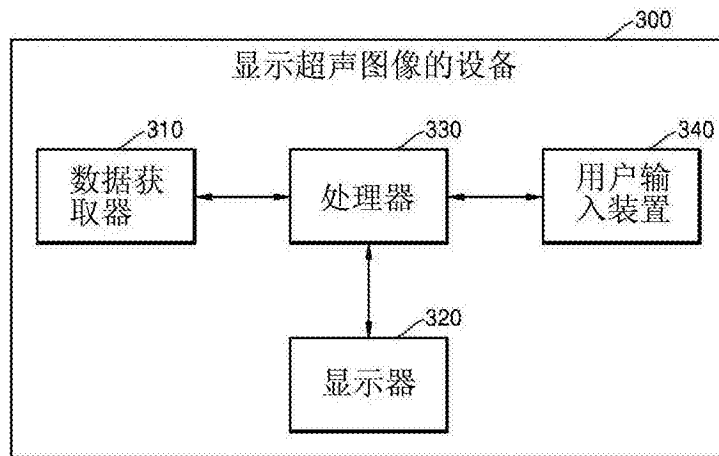 300
显示超声图像的设备
310
数据获
取器
330
处理器
340
用户输
入装置
320
显示器